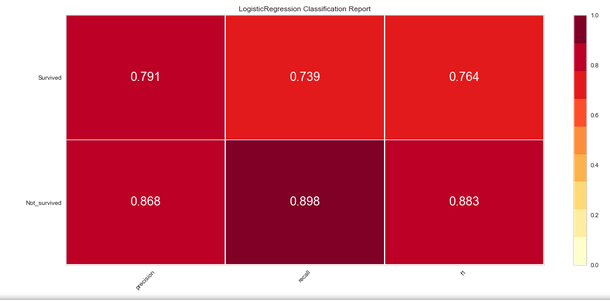 LogisticRegression Classification Report
Survived 0.791 0.739 0.764
Not_survived 0.868 0.898 0.883
precision recall f1
1.0
0.8
0.6
0.4
0.2
0.0